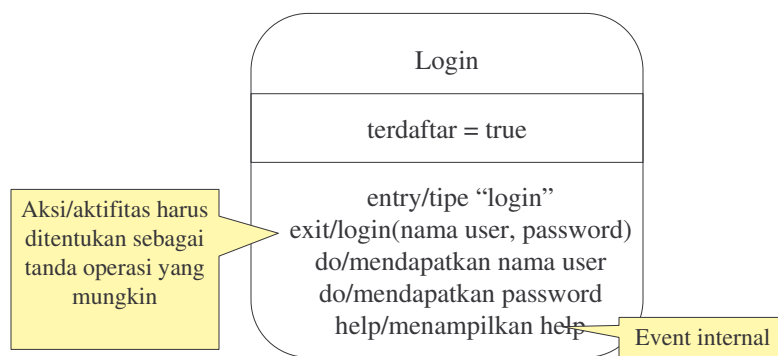 Login
terdaftar = true
entry/tipe “login”
exit/login(nama user, password)
do/mendapatkan nama user
do/mendapatkan password
help/menampilkan help
Aksi/aktifitas harus
ditentukan sebagai
tanda operasi yang
mungkin
Event internal